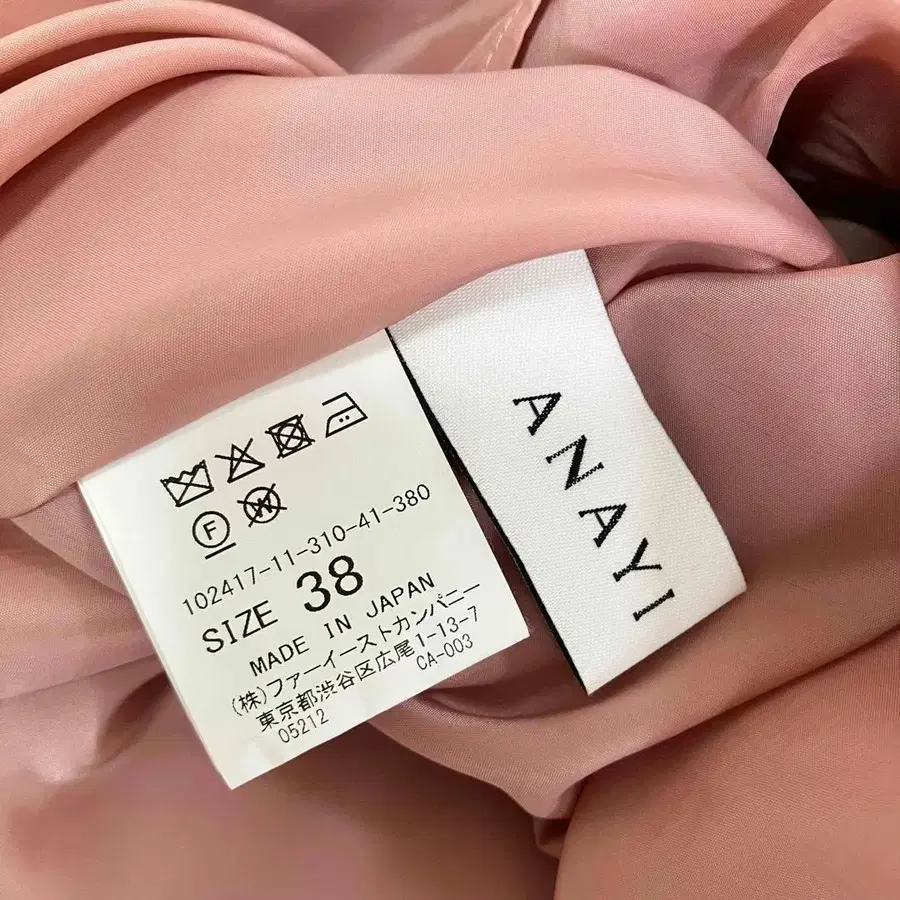 F W
102417-11-310-41-380
SIZE 38
MADE IN JAPAN
(株)ファーイーストカンパニー
東京都渋谷区広尾1-13-7
05212 CA-003
ANAYI